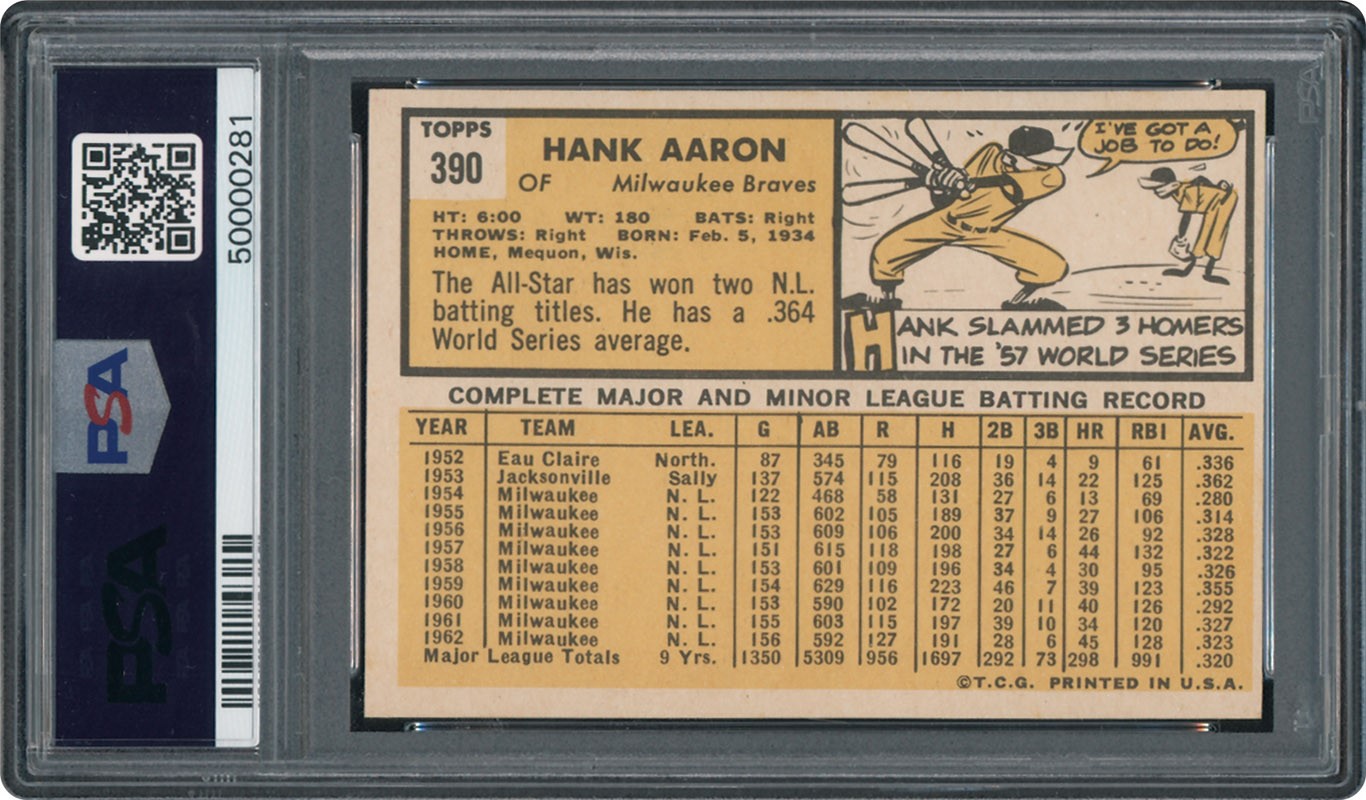 50000281
PSA
PSA
PSA
TOPPS
390
HANK AARON
OF Milwaukee Braves
HT: 6:00 WT: 180 BATS: Right
THROWS: Right BORN: Feb. 5, 1934
HOME, Mequon, Wis.
The All-Star has won two N.L.
batting titles. He has a .364
World Series average.
I'VE GOT A
JOB TO DO!
HANK SLAMMED 3 HOMERS
IN THE '57 WORLD SERIES
COMPLETE MAJOR AND MINOR LEAGUE BATTING RECORD
YEAR TEAM LEA. G AB R H 2B 3B HR RBI AVG.
1952 Eau Claire North. 87 345 79 116 19 4 9 61 .336
1953 Jacksonville Sally 137 574 115 208 36 14 22 125 .362
1954 Milwaukee N. L. 122 468 58 131 27 6 13 69 .280
1955 Milwaukee N. L. 153 602 105 189 37 9 27 106 .314
1956 Milwaukee N. L. 153 609 106 200 34 14 26 92 .328
1957 Milwaukee N. L. 151 615 118 198 27 6 44 132 .322
1958 Milwaukee N. L. 153 601 109 196 34 4 30 95 .326
1959 Milwaukee N. L. 154 629 116 223 46 7 39 123 .355
1960 Milwaukee N. L. 153 590 102 172 20 11 40 126 .292
1961 Milwaukee N. L. 155 603 115 197 39 10 34 120 .327
1962 Milwaukee N. L. 156 592 127 191 28 6 45 128 .323
Major League Totals 9 Yrs. 1350 5309 956 1697 292 73 298 991 .320
©T.C.G. PRINTED IN U.S.A.